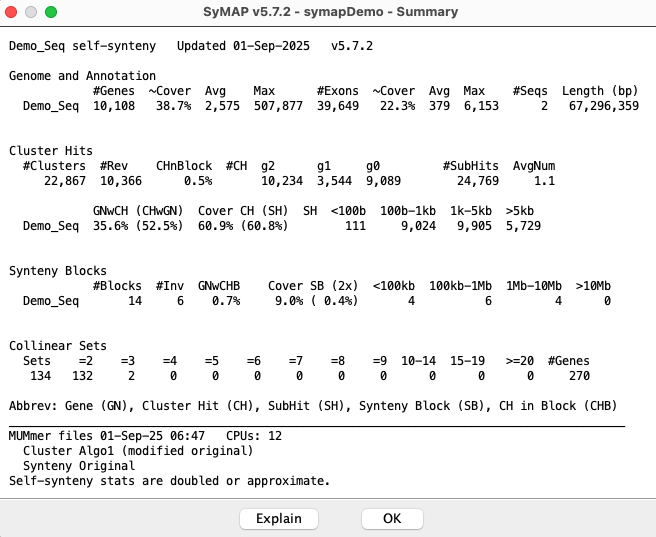 SyMAP v5.7.2 - symapDemo - Summary
Demo_Seq self-synteny   Updated 01-Sep-2025   v5.7.2
Genome and Annotation
            #Genes  ~Cover  Avg    Max      #Exons  ~Cover  Avg  Max    #Seqs  Length (bp)
  Demo_Seq  10,108  38.7%  2,575  507,877  39,649   22.3%  379  6,153      2   67,296,359
Cluster Hits
  #Clusters  #Rev    CHnBlock  #CH  g2      g1     g0         #SubHits  AvgNum
     22,867  10,366      0.5%       10,234  3,544  9,089        24,769     1.1
            GNwCH (CHwGN)  Cover CH (SH)  SH  <100b  100b-1kb  1k-5kb  >5kb
  Demo_Seq  35.6% (52.5%)  60.9% (60.8%)        111     9,024   9,905  5,729
Synteny Blocks
            #Blocks  #Inv  GNwCHB    Cover SB (2x)  <100kb  100kb-1Mb  1Mb-10Mb  >10Mb
  Demo_Seq       14     6    0.7%     9.0% ( 0.4%)       4          6         4      0
Collinear Sets
  Sets    =2    =3    =4    =5    =6    =7    =8    =9  10-14  15-19  >=20  #Genes
   134   132     2     0     0     0     0     0     0      0      0     0     270
Abbrev: Gene (GN), Cluster Hit (CH), SubHit (SH), Synteny Block (SB), CH in Block (CHB)
MUMmer files 01-Sep-25 06:47   CPUs: 12
  Cluster Algo1 (modified original)
  Synteny Original
Self-synteny stats are doubled or approximate.
Explain   OK